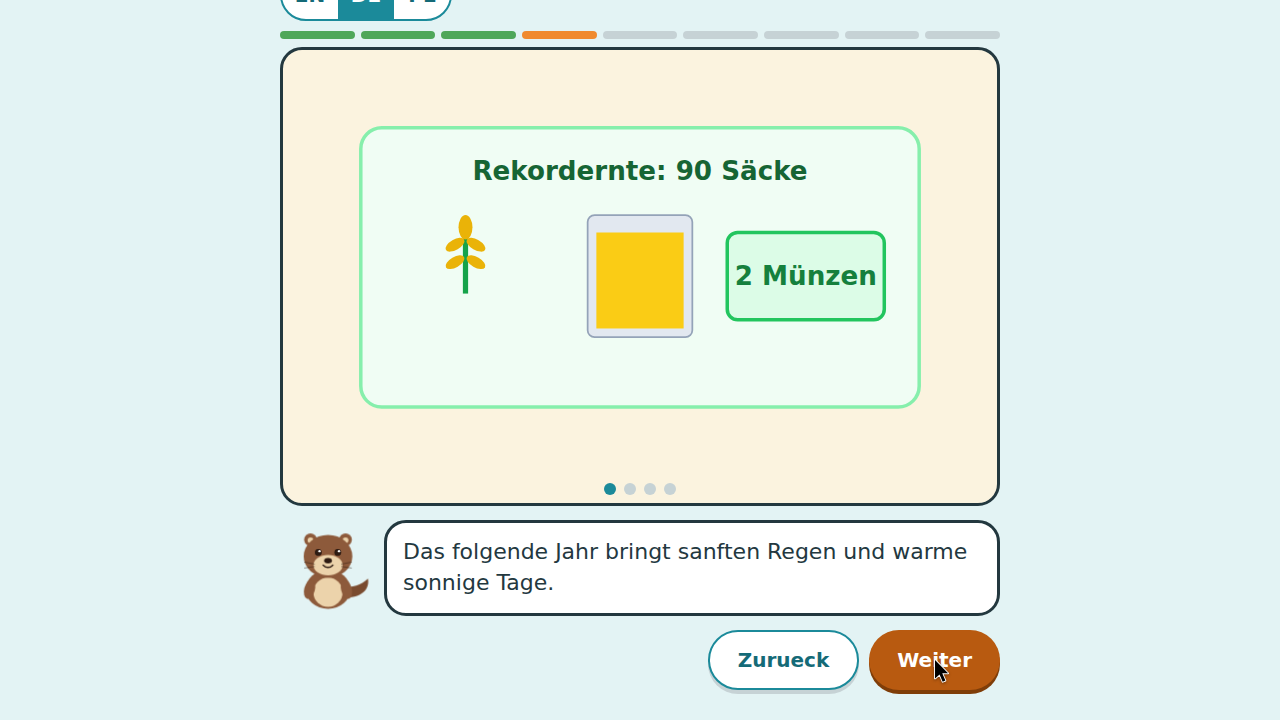 Rekordernte: 90 Säcke
2 Münzen
Das folgende Jahr bringt sanften Regen und warme
sonnige Tage.
Zurueck
Weiter